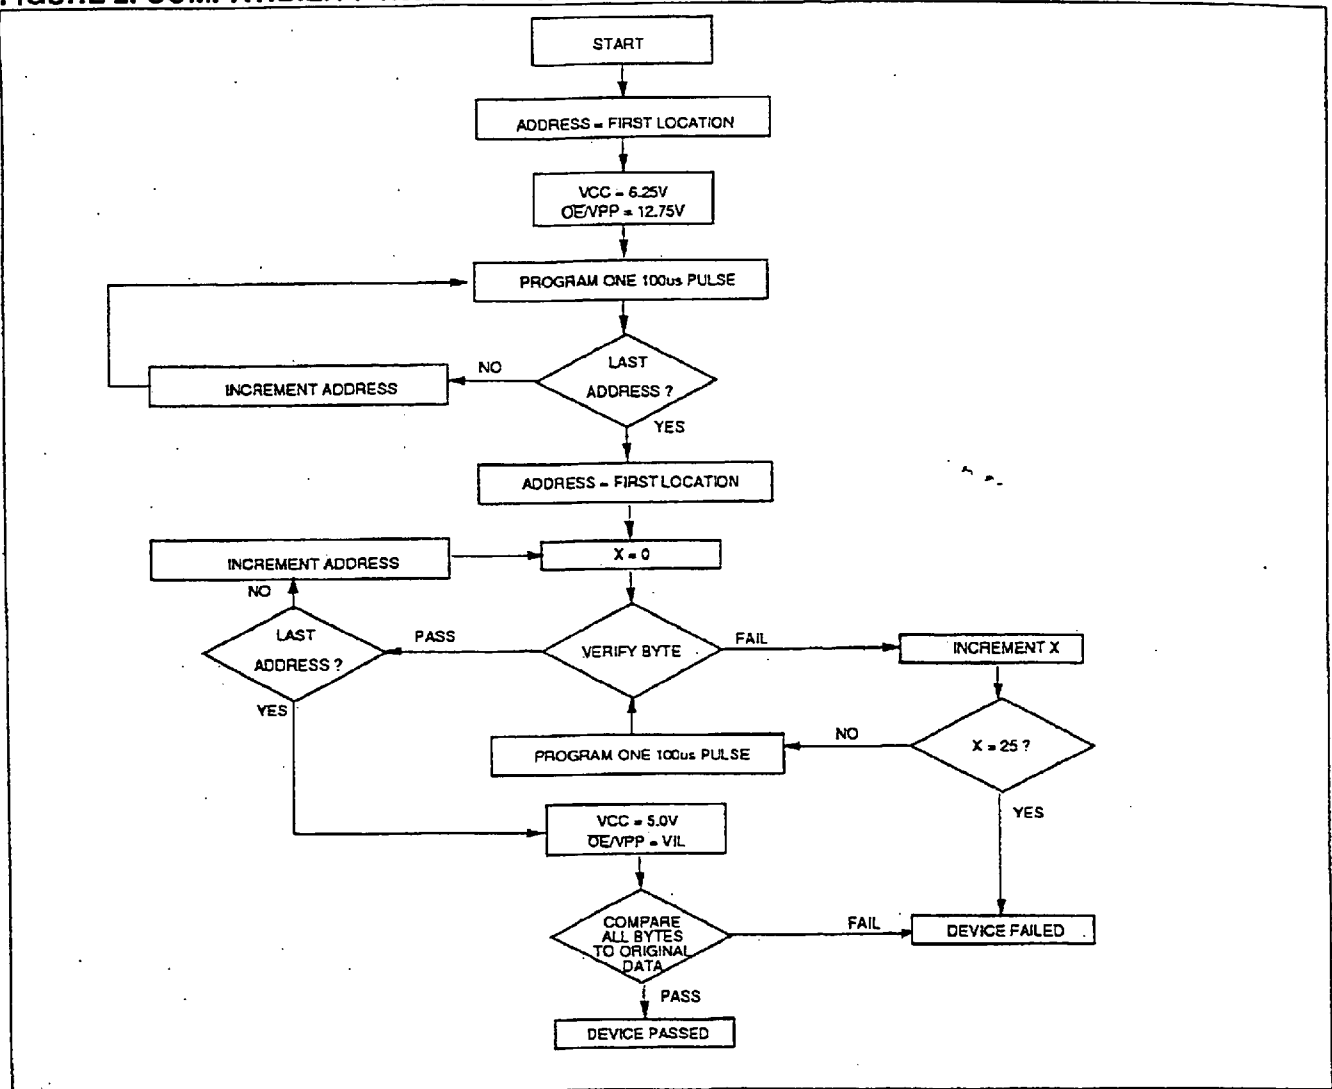 START
ADDRESS = FIRST LOCATION
VCC = 6.25V
OE/VPP = 12.75V
PROGRAM ONE 100us PULSE
LAST
ADDRESS ?
NO
INCREMENT ADDRESS
YES
ADDRESS = FIRST LOCATION
INCREMENT ADDRESS
X = 0
NO
LAST
ADDRESS ?
PASS
VERIFY BYTE
FAIL
INCREMENT X
YES
PROGRAM ONE 100us PULSE
NO
X = 25 ?
YES
VCC = 5.0V
OE/VPP = VIL
COMPARE
ALL BYTES
TO ORIGINAL
DATA
FAIL
DEVICE FAILED
PASS
DEVICE PASSED